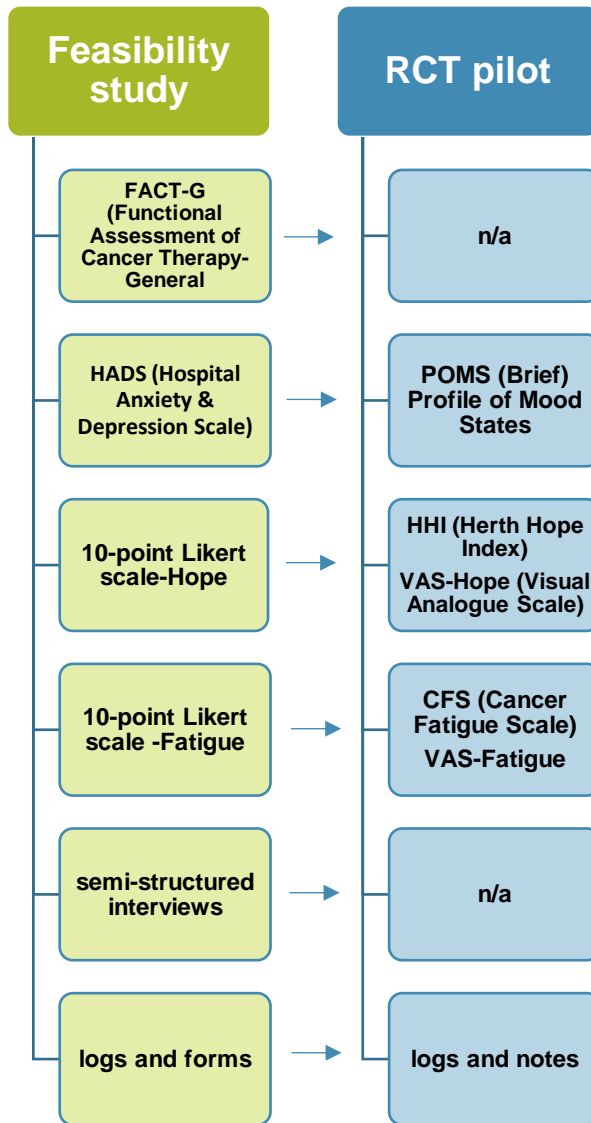 Feasibility
study
RCT pilot
FACT-G
(Functional
Assessment of
Cancer Therapy-
General
n/a
HADS (Hospital
Anxiety &
Depression Scale)
POMS (Brief)
Profile of Mood
States
10-point Likert
scale-Hope
HHI (Herth Hope
Index)
VAS-Hope (Visual
Analogue Scale)
10-point Likert
scale -Fatigue
CFS (Cancer
Fatigue Scale)
VAS-Fatigue
semi-structured
interviews
n/a
logs and forms
logs and notes